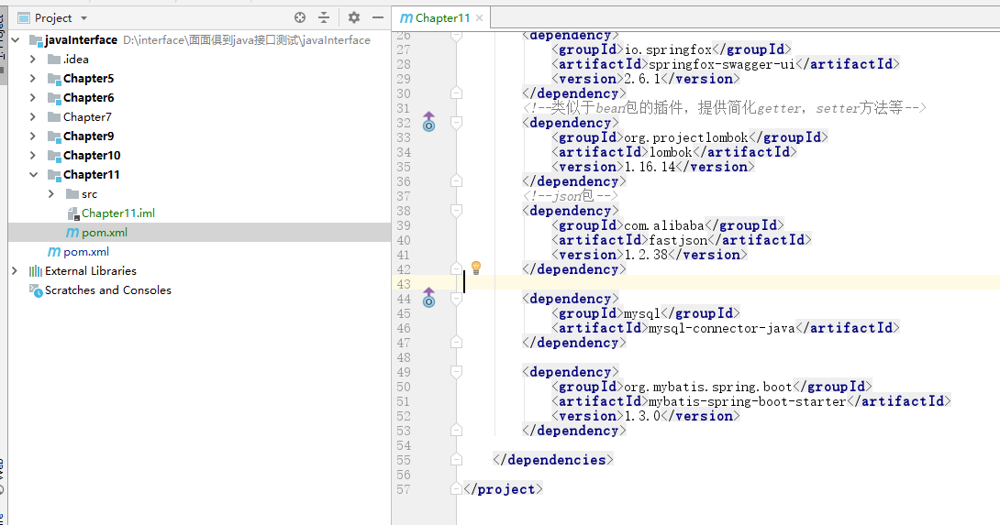 Project
javaInterface D:\interface\面面俱到java接口测试\javaInterface
.idea
Chapter5
Chapter6
Chapter7
Chapter9
Chapter10
Chapter11
src
Chapter11.iml
pom.xml
pom.xml
External Libraries
Scratches and Consoles
Chapter11
26 <dependency>
27 <groupId>io.springfox</groupId>
28 <artifactId>springfox-swagger-ui</artifactId>
29 <version>2.6.1</version>
30 </dependency>
31 <!--类似于bean包的插件，提供简化getter，setter方法等-->
32 <dependency>
33 <groupId>org.projectlombok</groupId>
34 <artifactId>lombok</artifactId>
35 <version>1.16.14</version>
36 </dependency>
37 <!--json包-->
38 <dependency>
39 <groupId>com.alibaba</groupId>
40 <artifactId>fastjson</artifactId>
41 <version>1.2.38</version>
42 </dependency>
43
44 <dependency>
45 <groupId>mysql</groupId>
46 <artifactId>mysql-connector-java</artifactId>
47 </dependency>
48
49 <dependency>
50 <groupId>org.mybatis.spring.boot</groupId>
51 <artifactId>mybatis-spring-boot-starter</artifactId>
52 <version>1.3.0</version>
53 </dependency>
54
55 </dependencies>
56
57 </project>